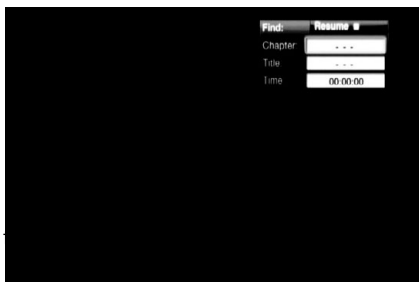 Find: Resume ■
Chapter - - -
Title - - -
Time 00:00:00